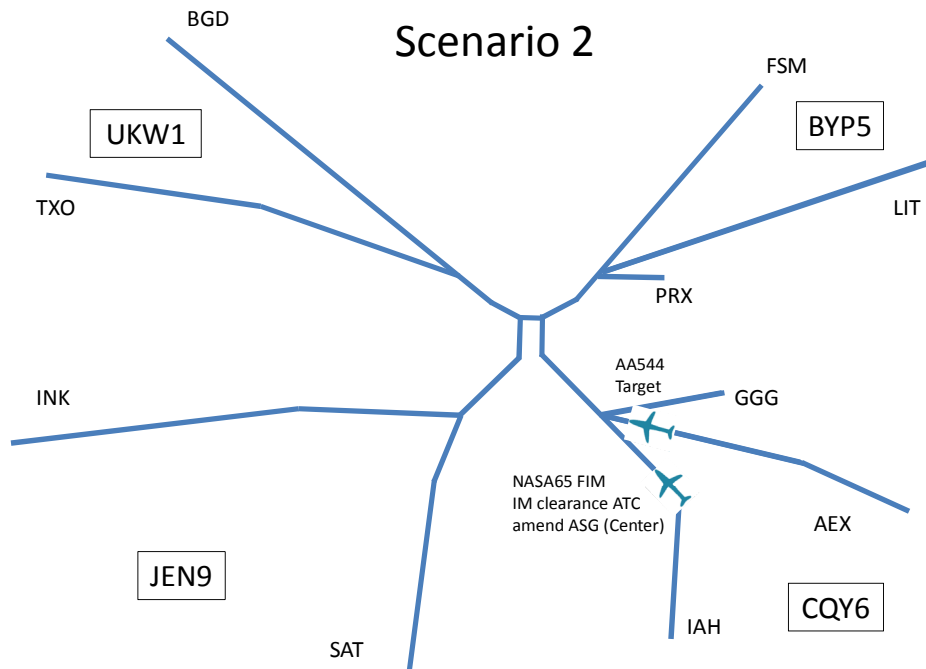 BGD
Scenario 2
FSM
UKW1
BYP5
TXO
LIT
PRX
AA544
Target
INK
GGG
NASA65 FIM
IM clearance ATC
amend ASG (Center)
AEX
JEN9
CQY6
IAH
SAT